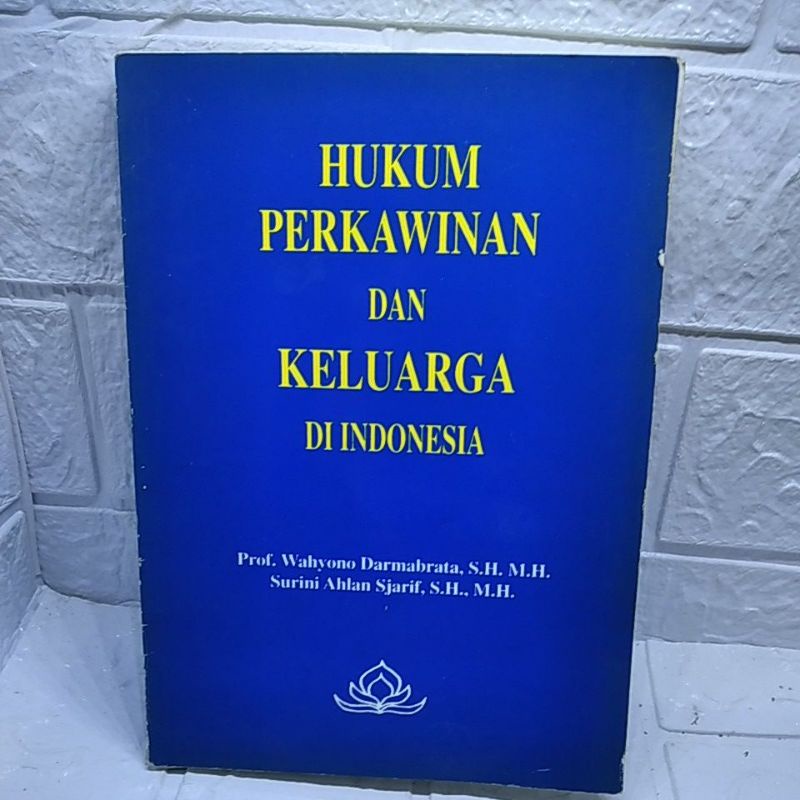 HUKUM
PERKAWINAN
DAN
KELUARGA
DI INDONESIA
Prof. Wahyono Darmabrata, S.H. M.H.
Surini Ahlan Sjarif, S.H., M.H.